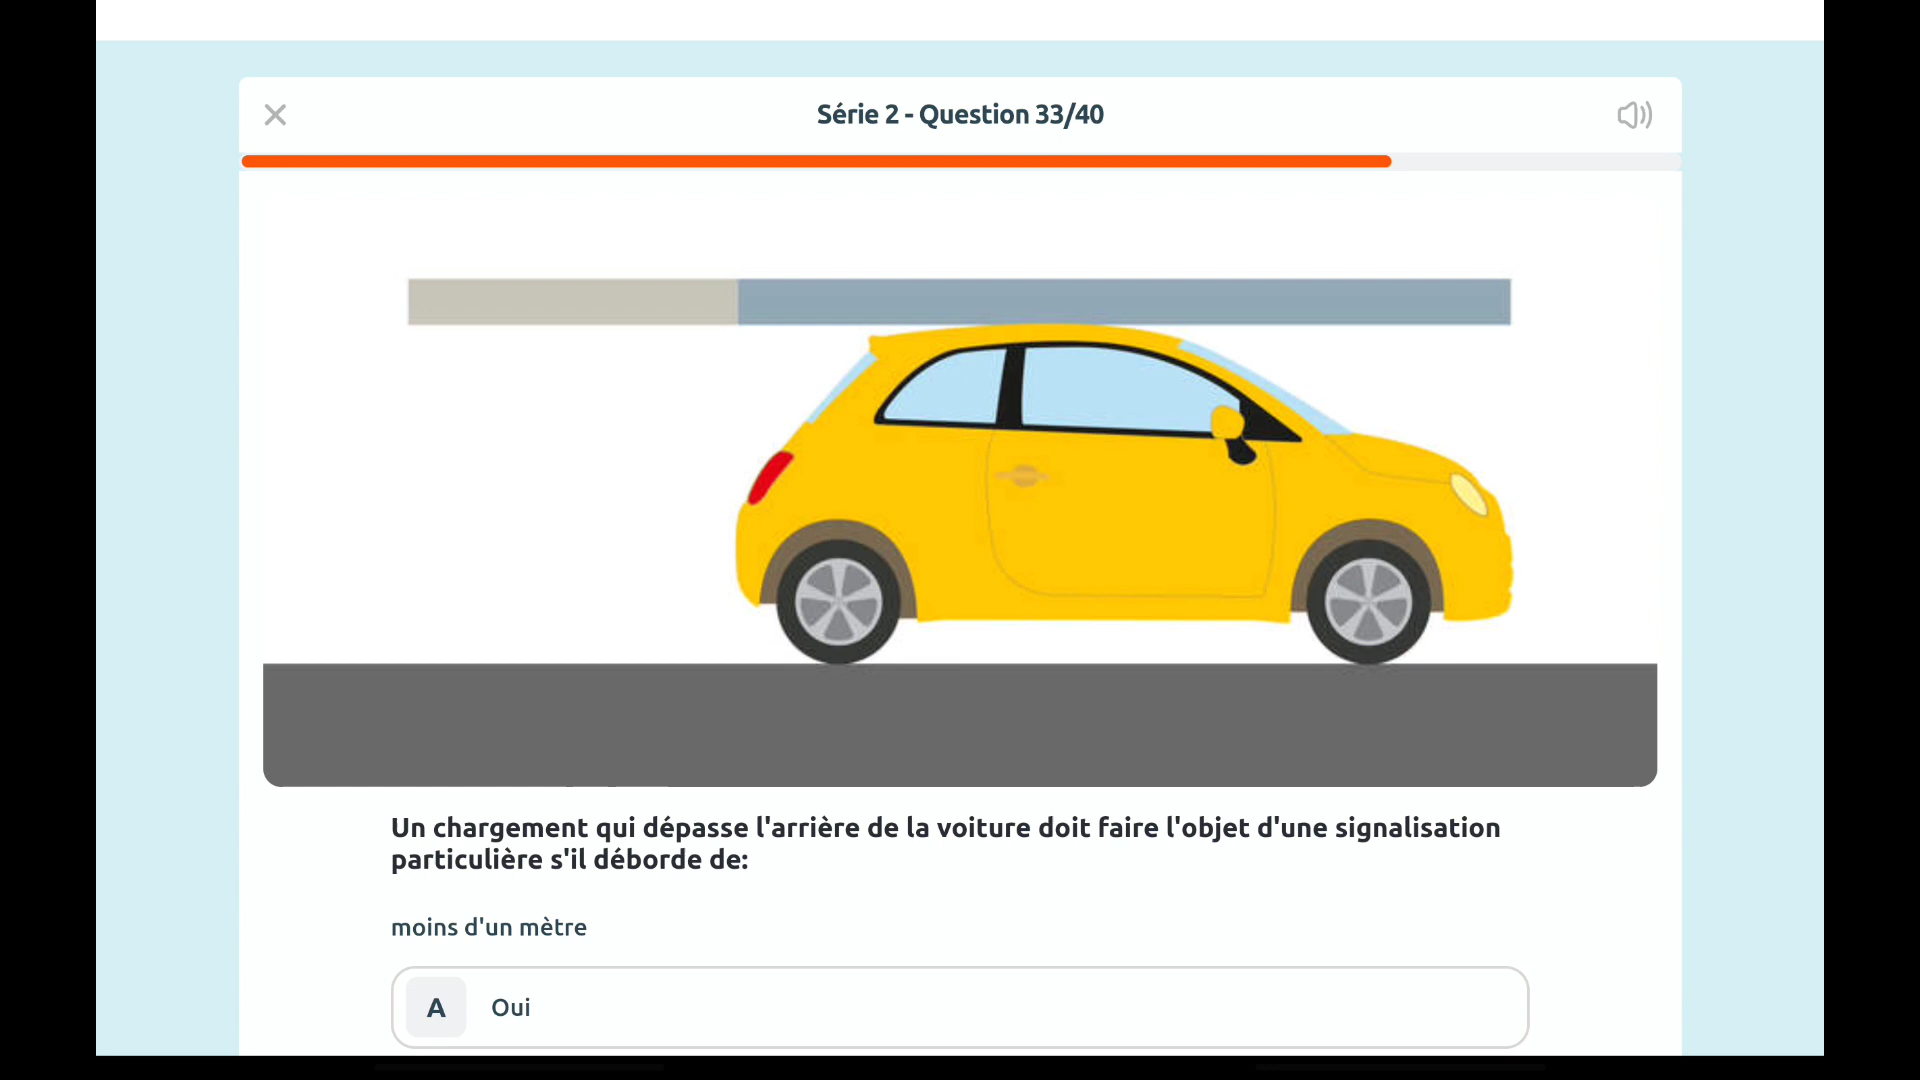 Série 2 - Question 33/40
Un chargement qui dépasse l'arrière de la voiture doit faire l'objet d'une signalisation
particulière s'il déborde de:
moins d'un mètre
A Oui